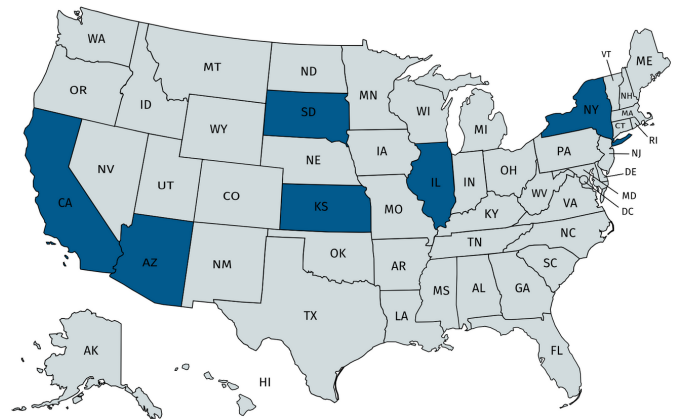 WA
MT
ND
MN
OR
ID
WY
SD
WI
MI
VT
ME
NH
NY
MA
CT
RI
NV
UT
CO
NE
IA
IL
IN
OH
PA
NJ
DE
MD
DC
CA
AZ
NM
KS
MO
KY
WV
VA
OK
AR
TN
NC
SC
TX
LA
MS
AL
GA
FL
AK
HI